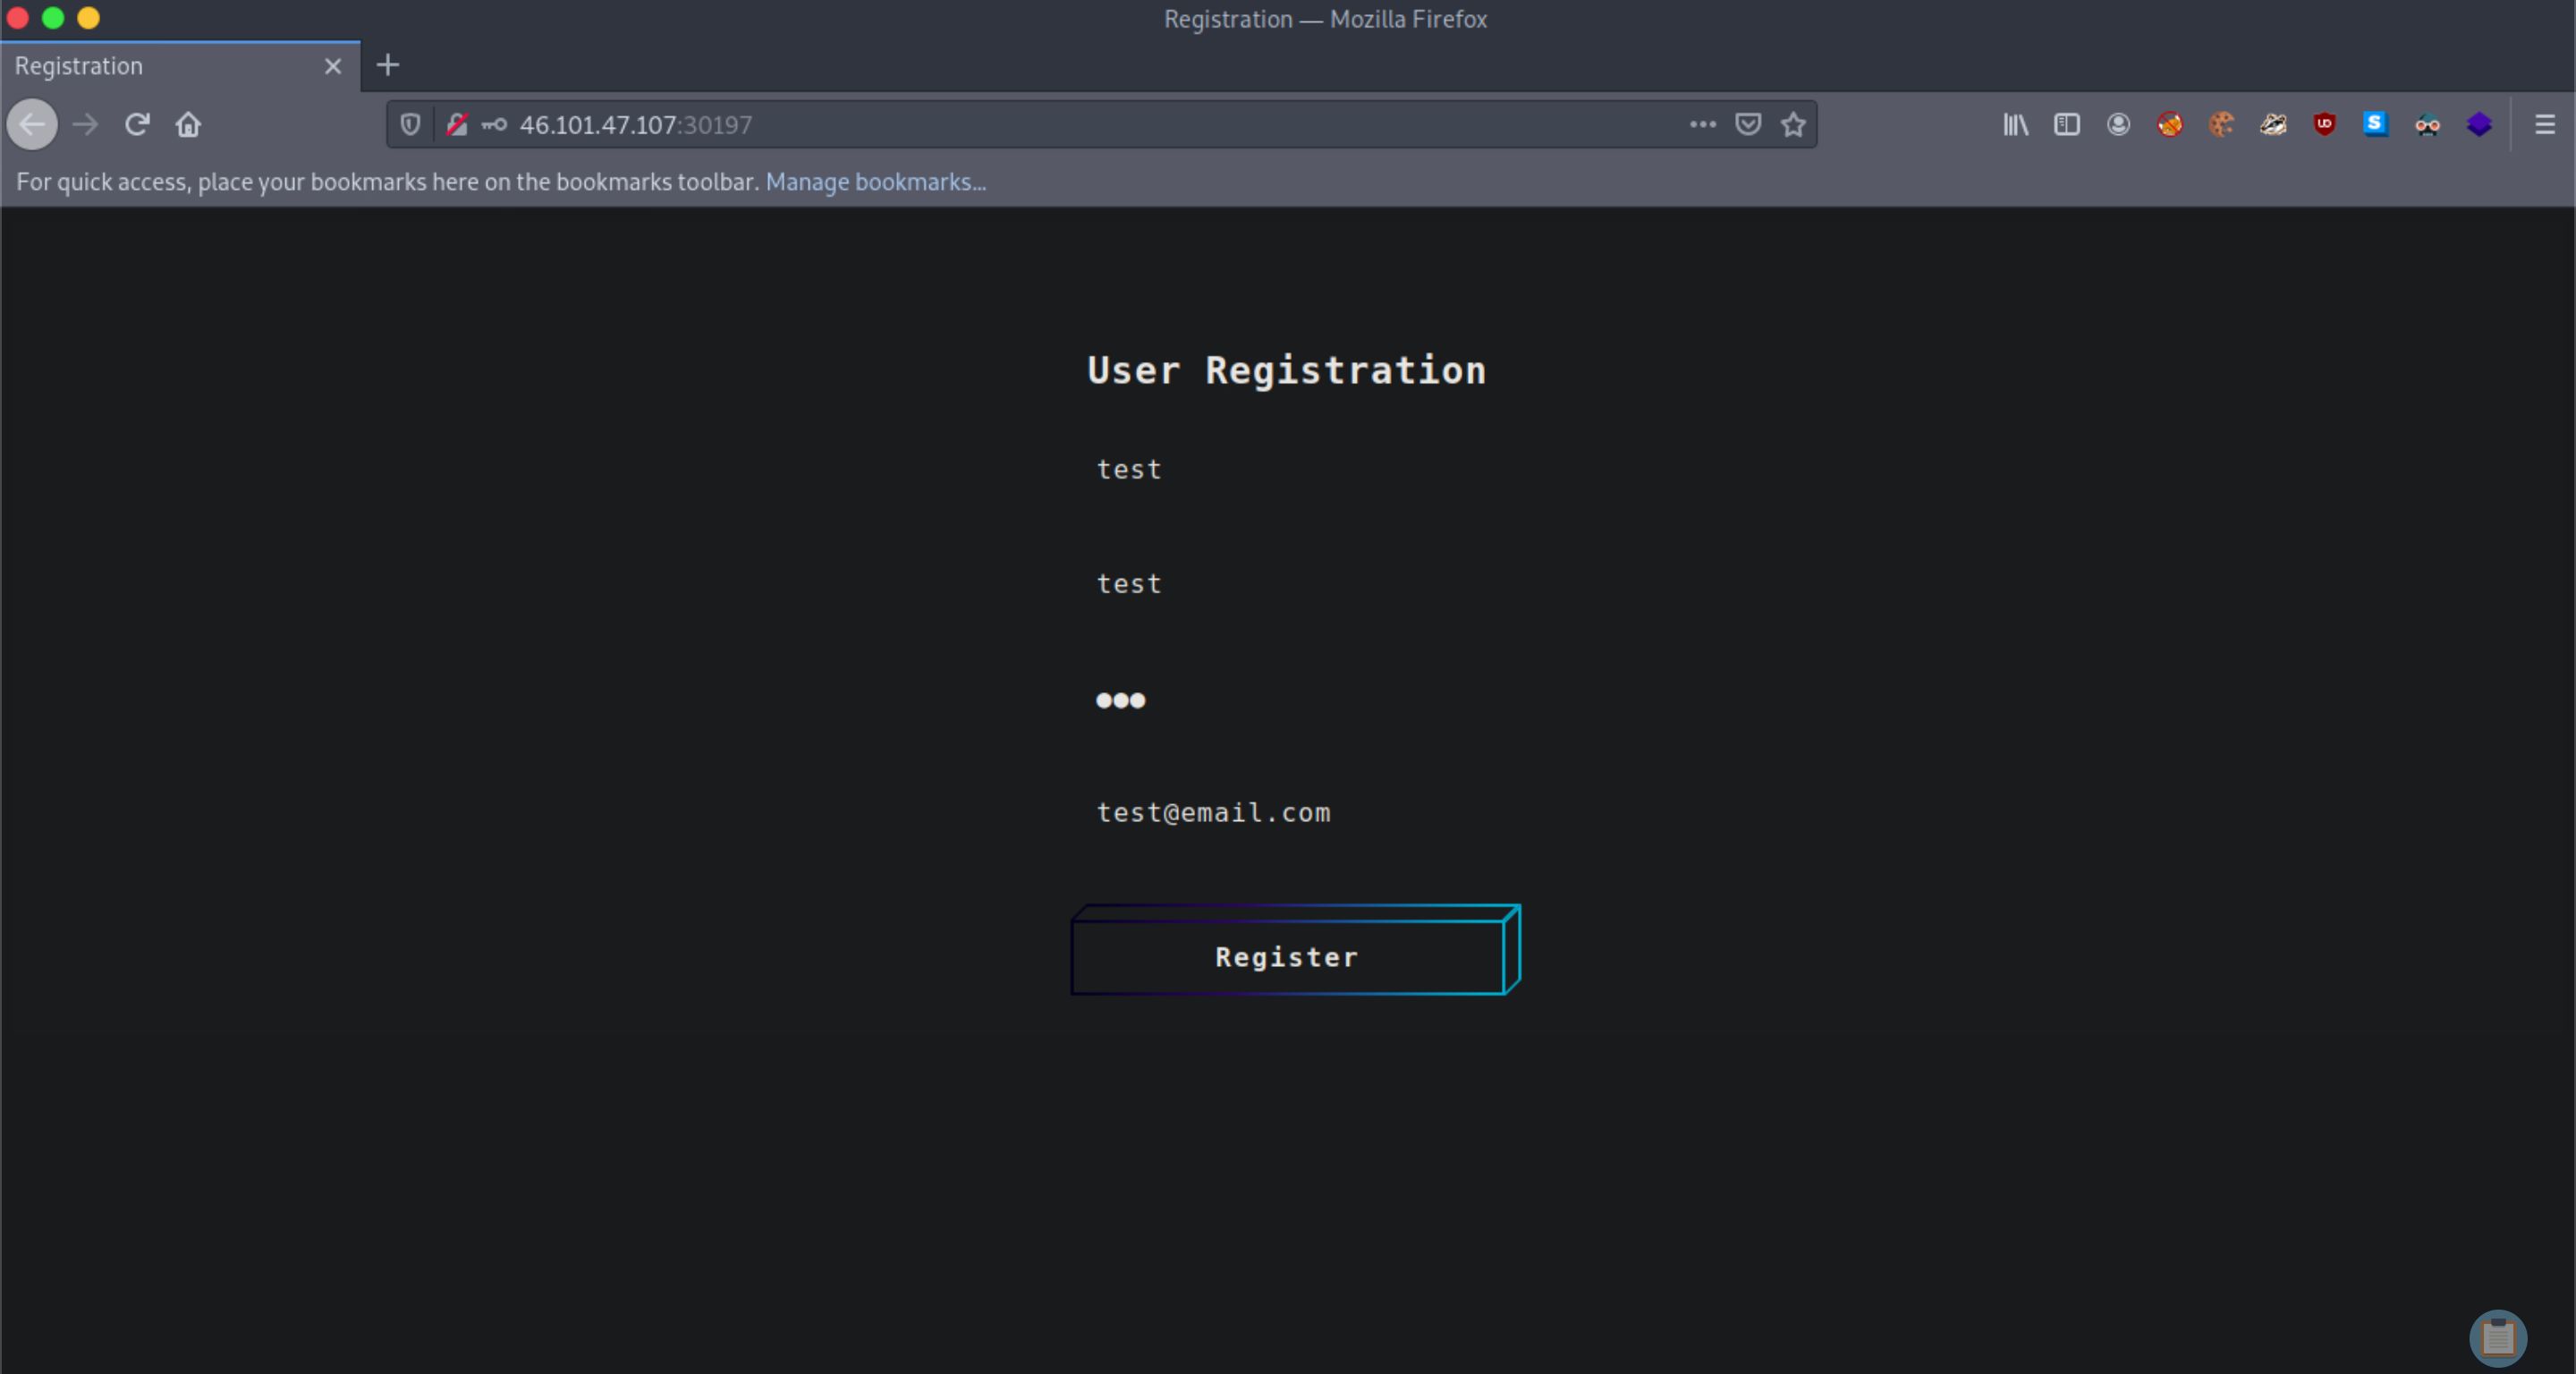 Registration — Mozilla Firefox
Registration
46.101.47.107:30197
For quick access, place your bookmarks here on the bookmarks toolbar. Manage bookmarks...
User Registration
test
test
●●●
test@email.com
Register